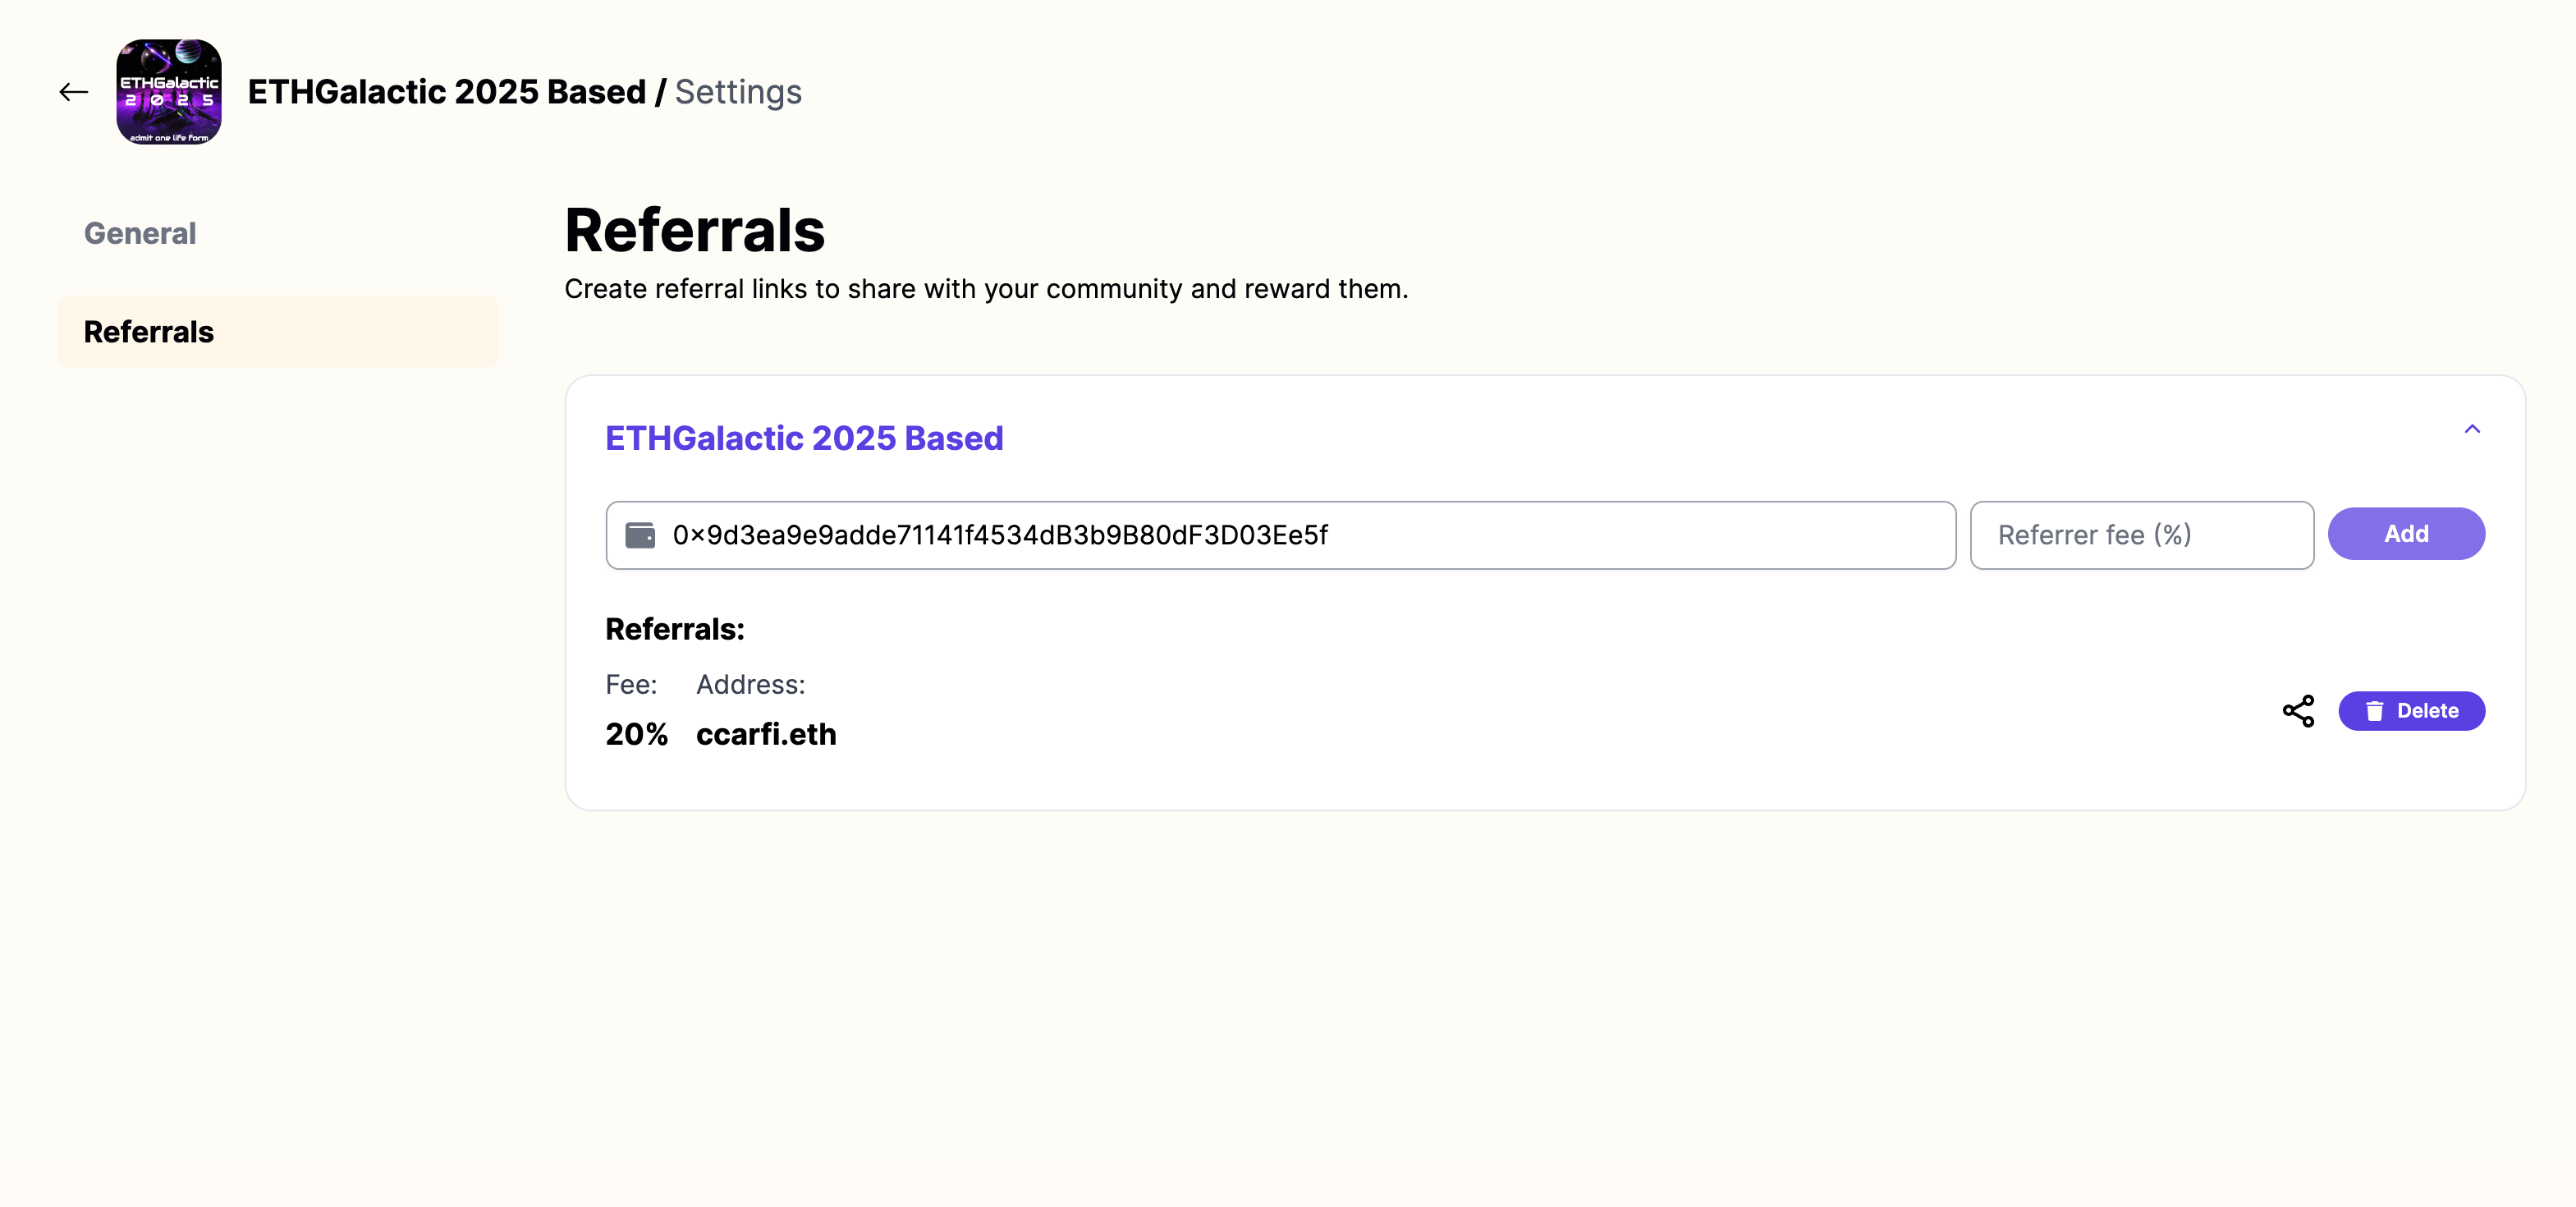 ETHGalactic
2025
admit one life form
ETHGalactic 2025 Based / Settings
General
Referrals
Referrals
Create referral links to share with your community and reward them.
ETHGalactic 2025 Based
0x9d3ea9e9adde71141f4534dB3b9B80dF3D03Ee5f
Referrer fee (%)
Add
Referrals:
Fee: Address:
20% ccarfi.eth
Delete